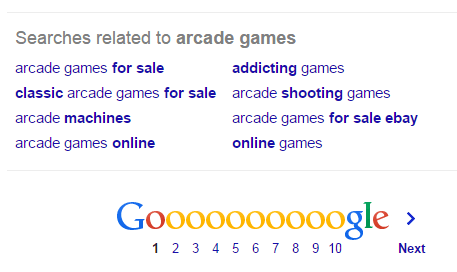 Searches related to arcade games
arcade games for sale
addicting games
classic arcade games for sale
arcade shooting games
arcade machines
arcade games for sale ebay
arcade games online
online games
Goooooooooogle >
1 2 3 4 5 6 7 8 9 10 Next